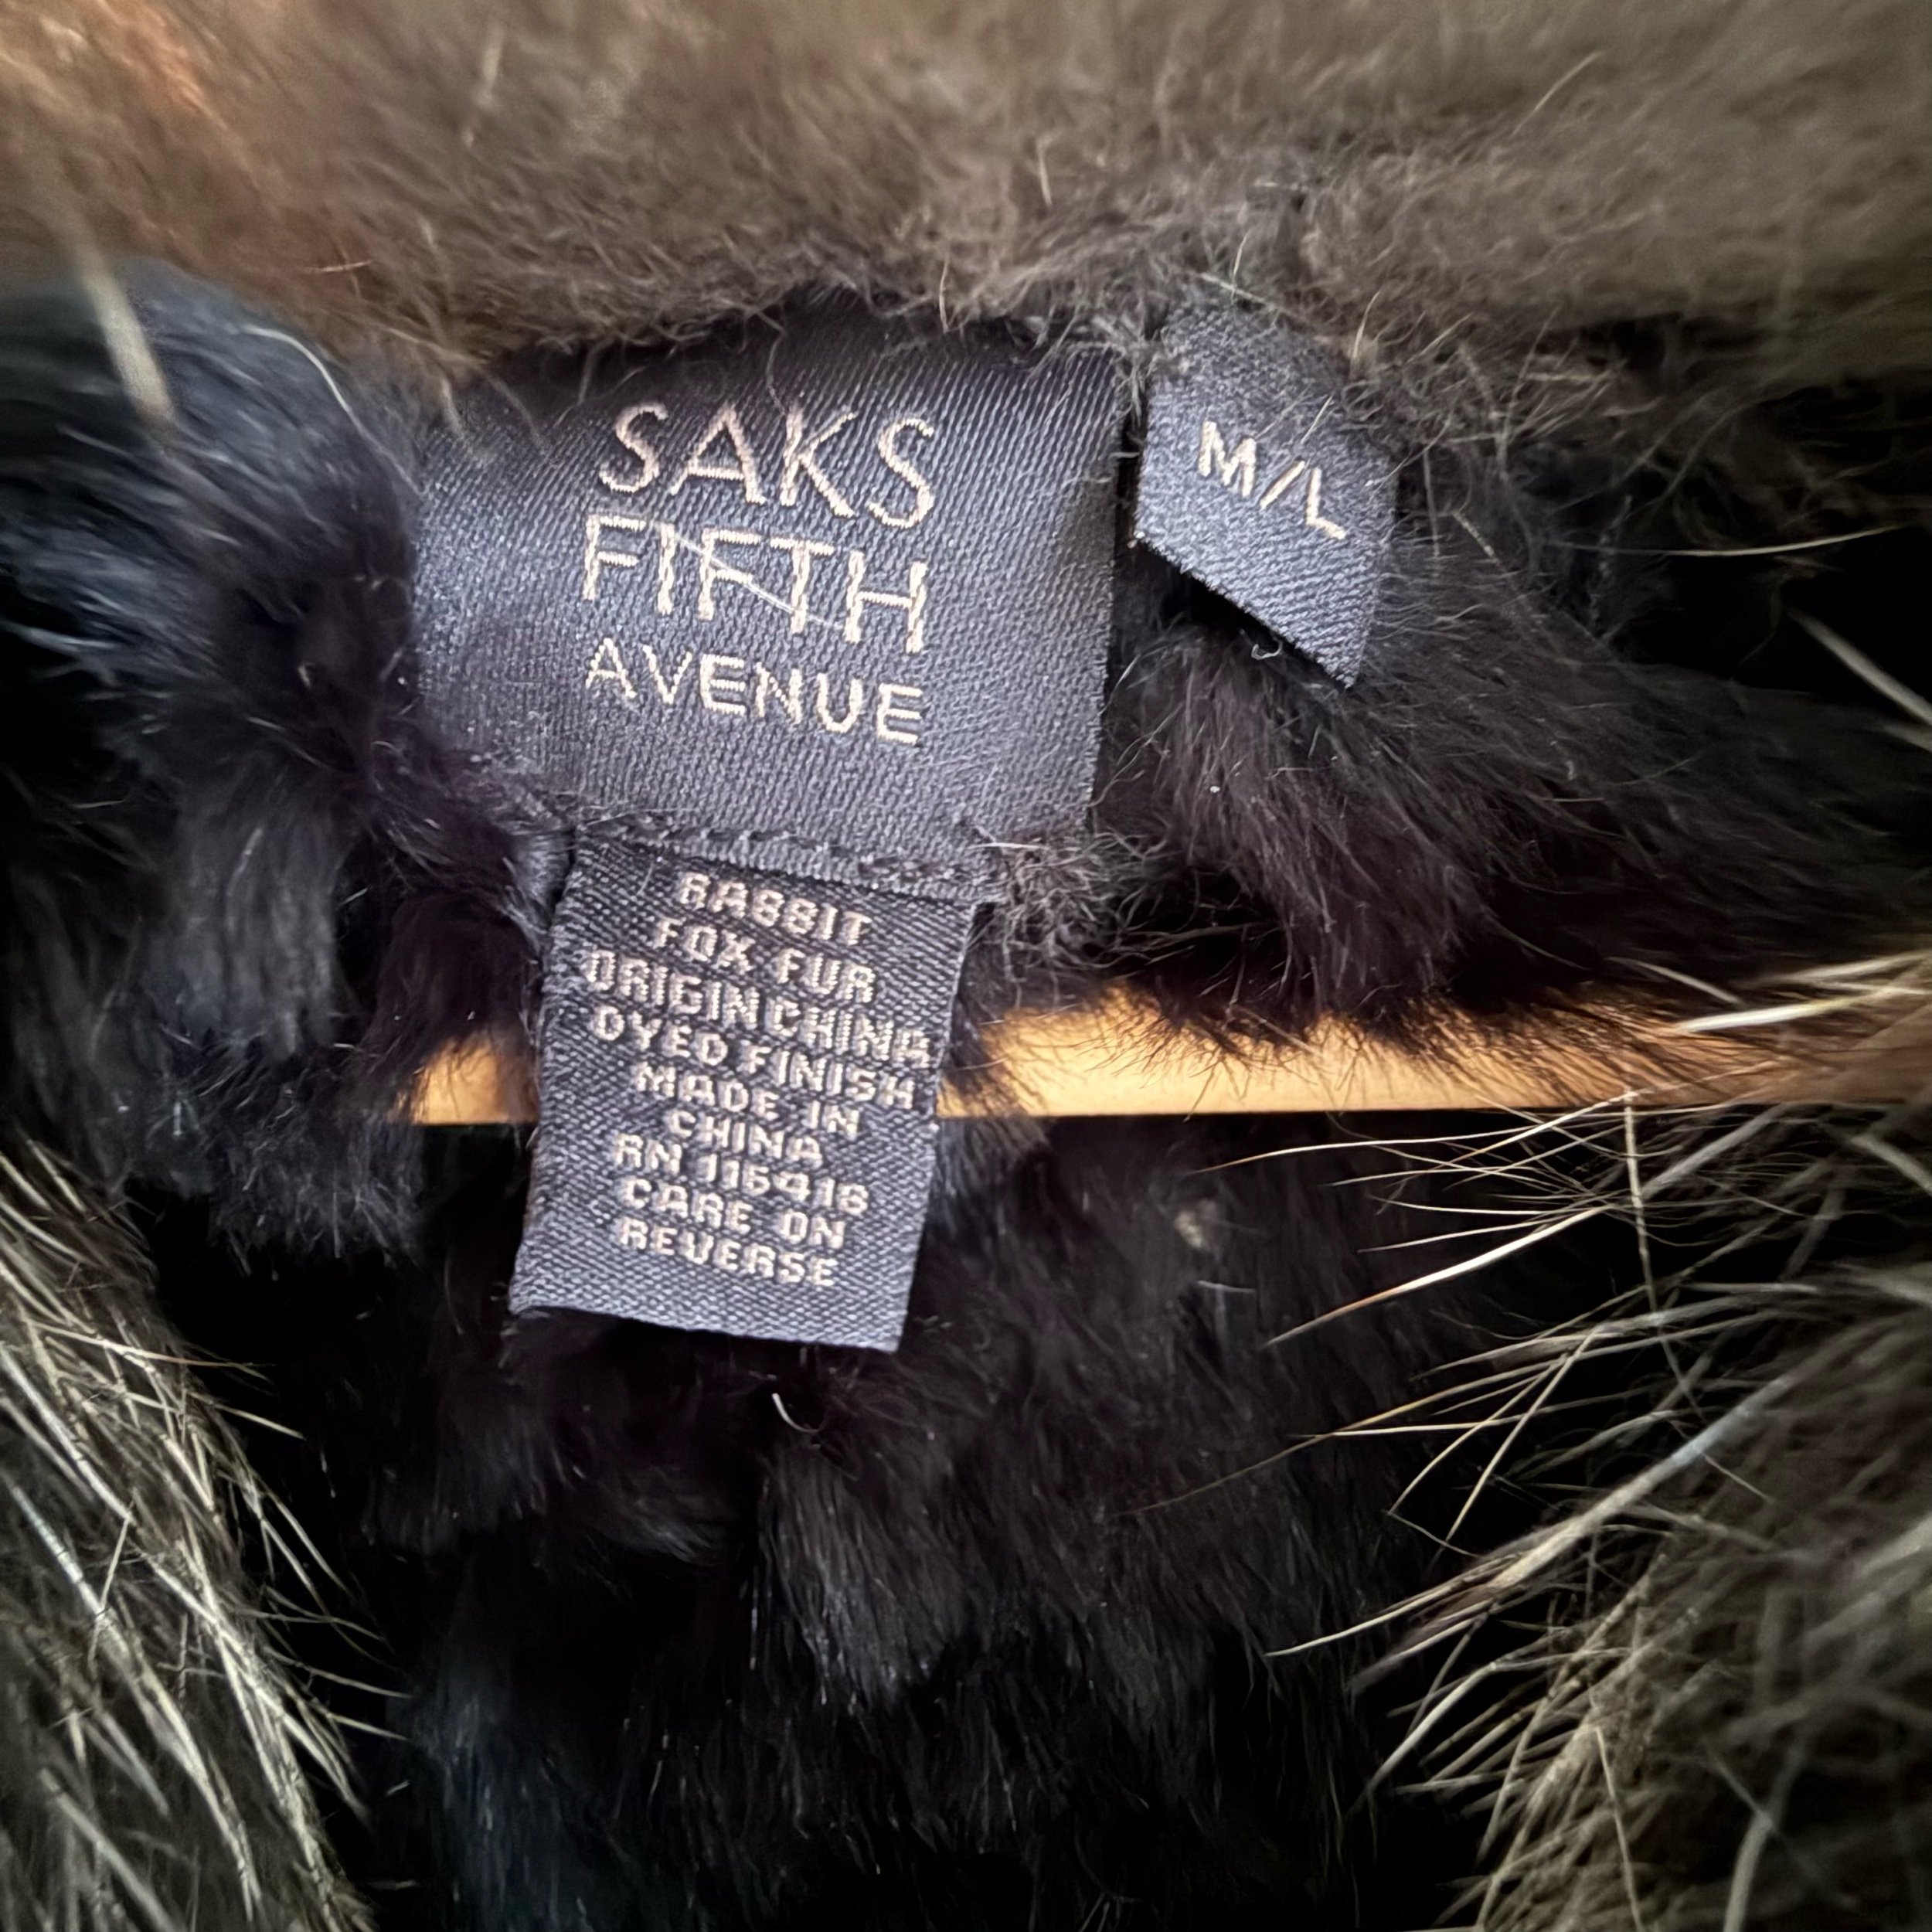 SAKS
FIFTH
AVENUE
M/L
RABBIT
FOX FUR
ORIGIN CHINA
DYED FINISH
MADE IN
CHINA
RN 115416
CARE ON
REVERSE